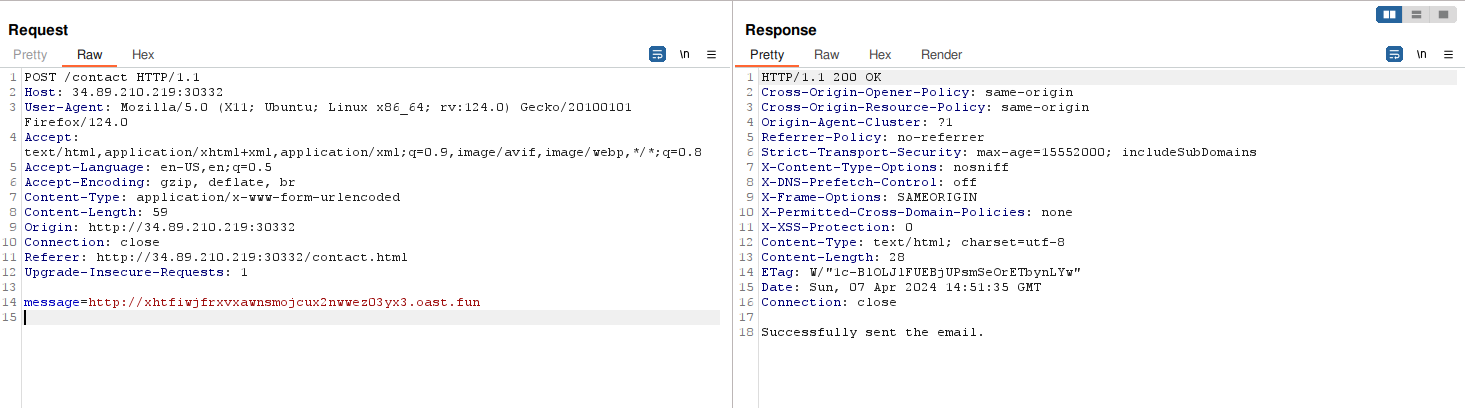 Request
Pretty Raw Hex
\n
1 POST /contact HTTP/1.1
2 Host: 34.89.210.219:30332
3 User-Agent: Mozilla/5.0 (X11; Ubuntu; Linux x86_64; rv:124.0) Gecko/20100101
Firefox/124.0
4 Accept:
text/html,application/xhtml+xml,application/xml;q=0.9,image/avif,image/webp,*/*;q=0.8
5 Accept-Language: en-US,en;q=0.5
6 Accept-Encoding: gzip, deflate, br
7 Content-Type: application/x-www-form-urlencoded
8 Content-Length: 59
9 Origin: http://34.89.210.219:30332
10 Connection: close
11 Referer: http://34.89.210.219:30332/contact.html
12 Upgrade-Insecure-Requests: 1
13
14 message=http://xhtfiwjfrxvxawnsmojcux2nwwez03yx3.oast.fun
15
Response
Pretty Raw Hex Render
\n
1 HTTP/1.1 200 OK
2 Cross-Origin-Opener-Policy: same-origin
3 Cross-Origin-Resource-Policy: same-origin
4 Origin-Agent-Cluster: ?1
5 Referrer-Policy: no-referrer
6 Strict-Transport-Security: max-age=15552000; includeSubDomains
7 X-Content-Type-Options: nosniff
8 X-DNS-Prefetch-Control: off
9 X-Frame-Options: SAMEORIGIN
10 X-Permitted-Cross-Domain-Policies: none
11 X-XSS-Protection: 0
12 Content-Type: text/html; charset=utf-8
13 Content-Length: 28
14 ETag: W/"1c-BlOLJlFUEBjUPsmSeOrETbynLYw"
15 Date: Sun, 07 Apr 2024 14:51:35 GMT
16 Connection: close
17
18 Successfully sent the email.